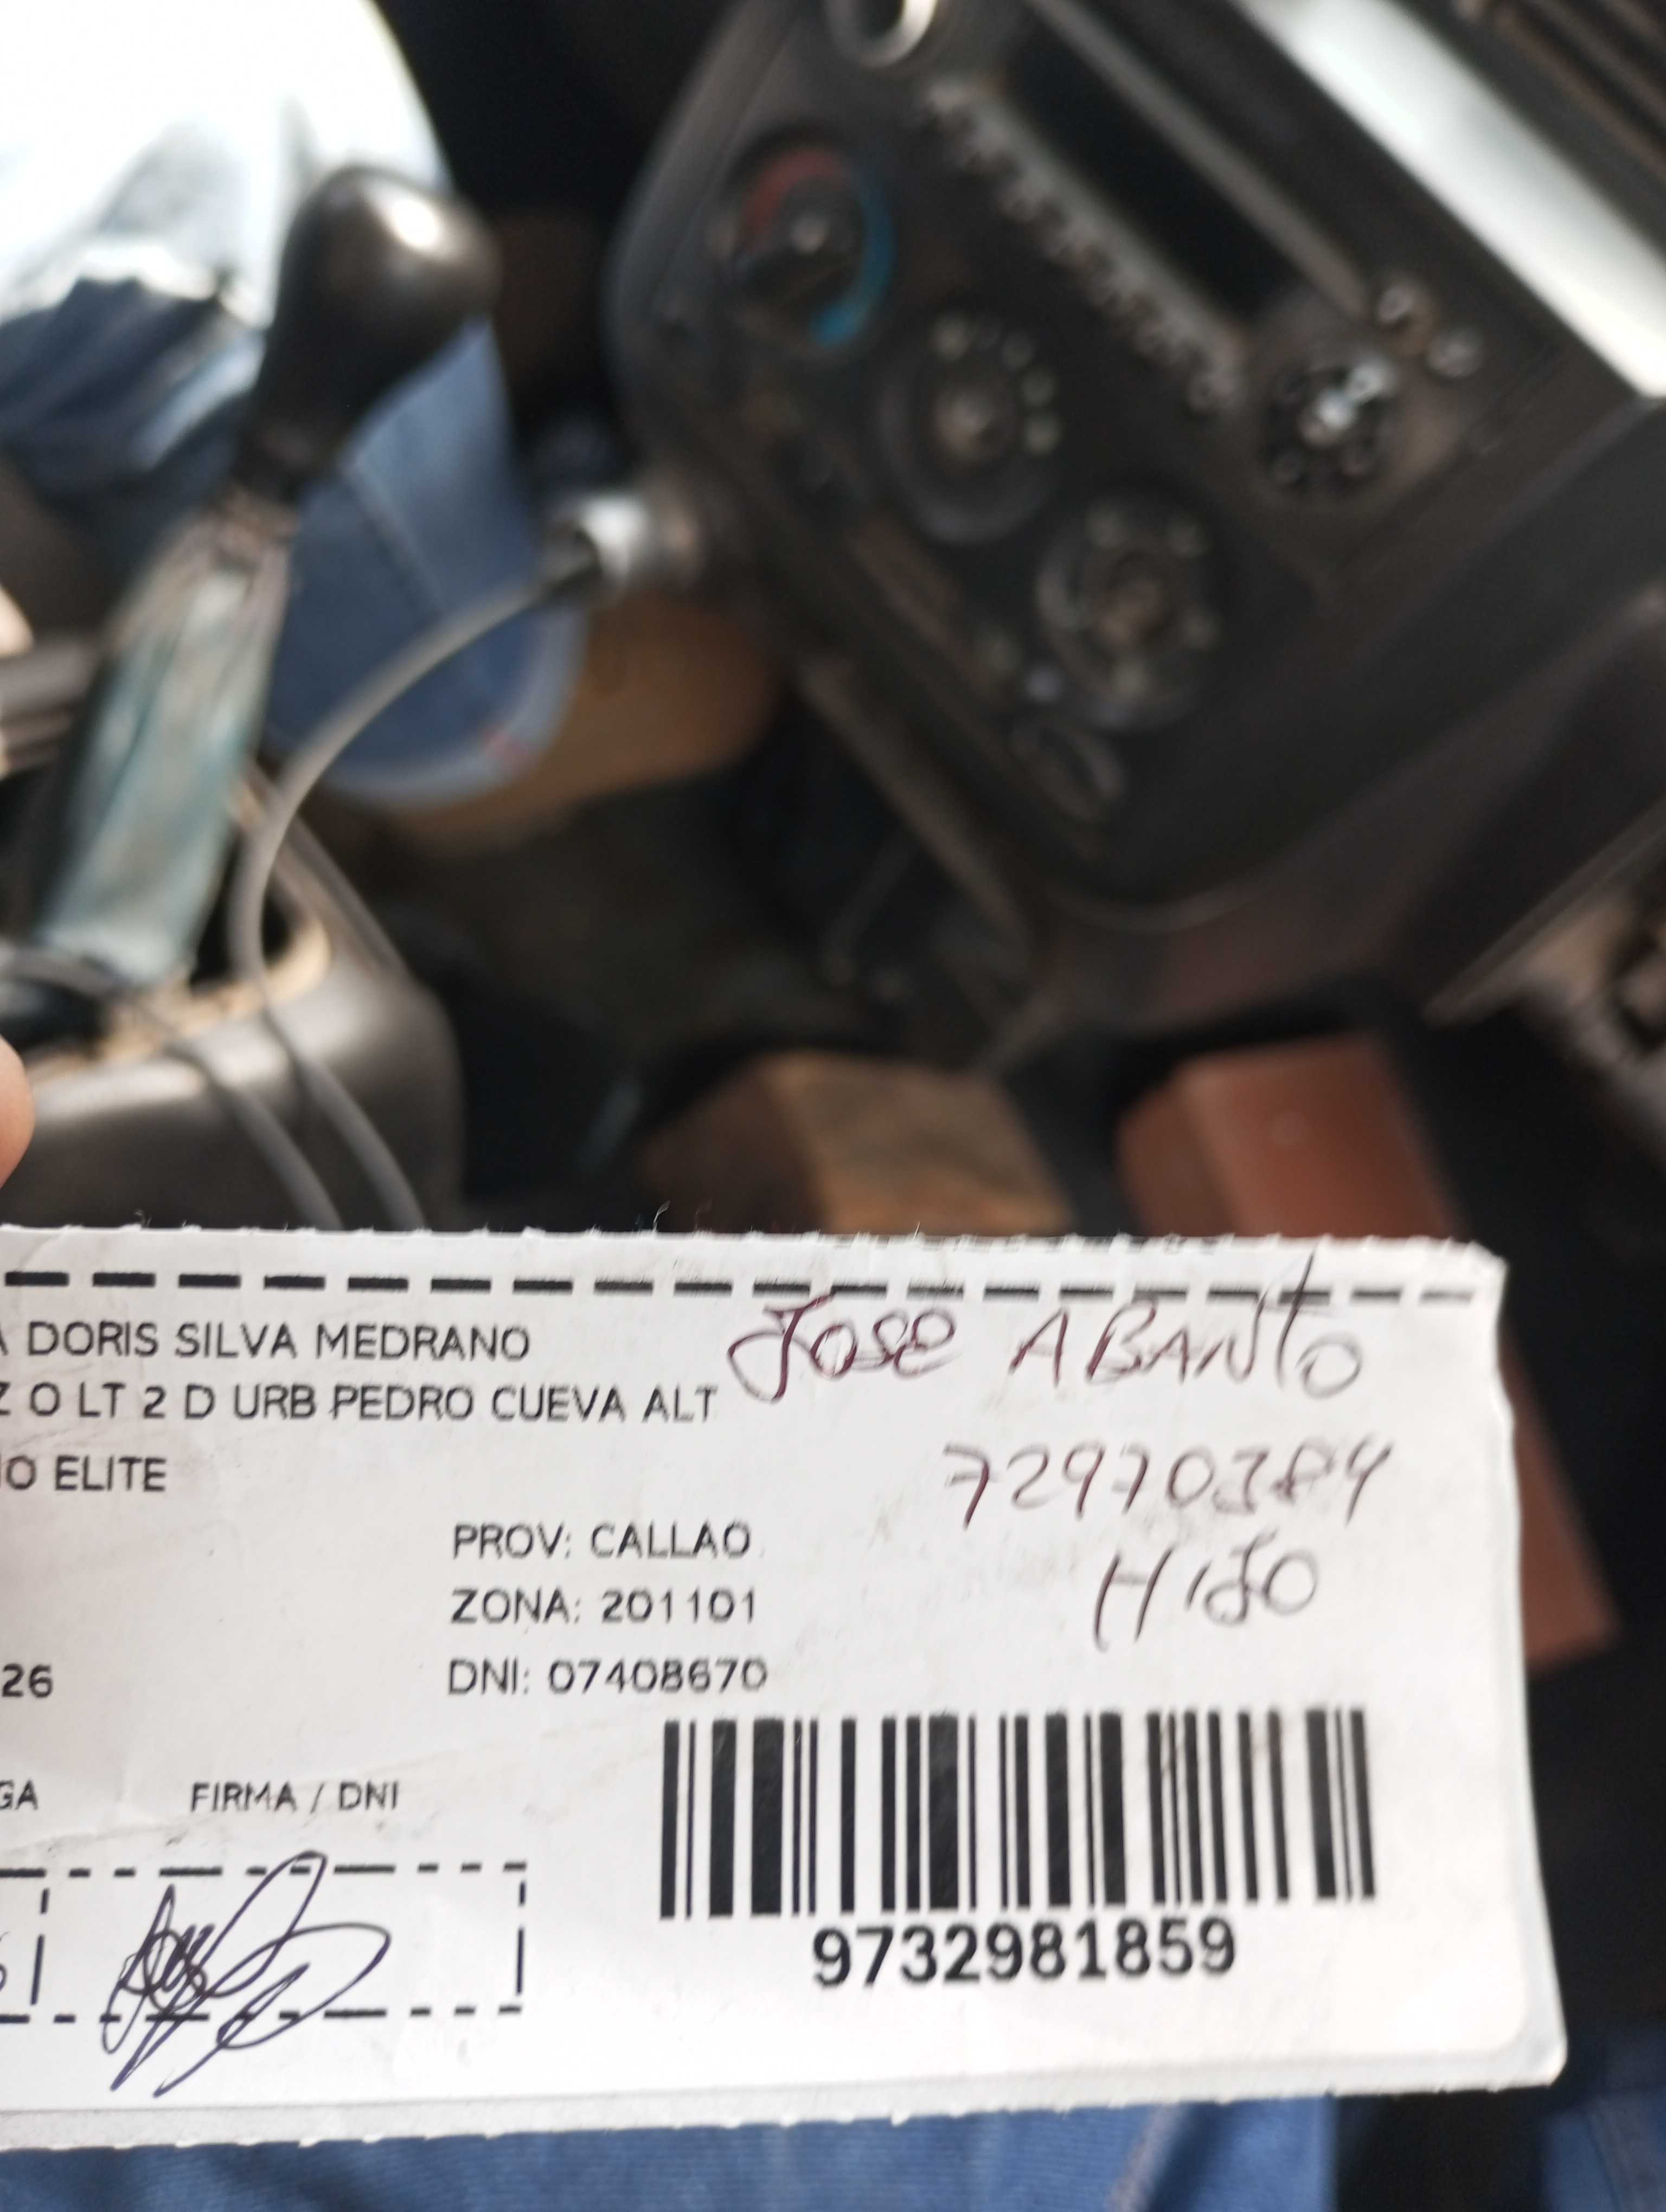 DORIS SILVA MEDRANO
Jose ABANTO
O LT 2 D URB PEDRO CUEVA ALT
72970384
ELITE
HIJO
PROV: CALLAO
ZONA: 201101
26
DNI: 07408670
GA
FIRMA / DNI
9732981859